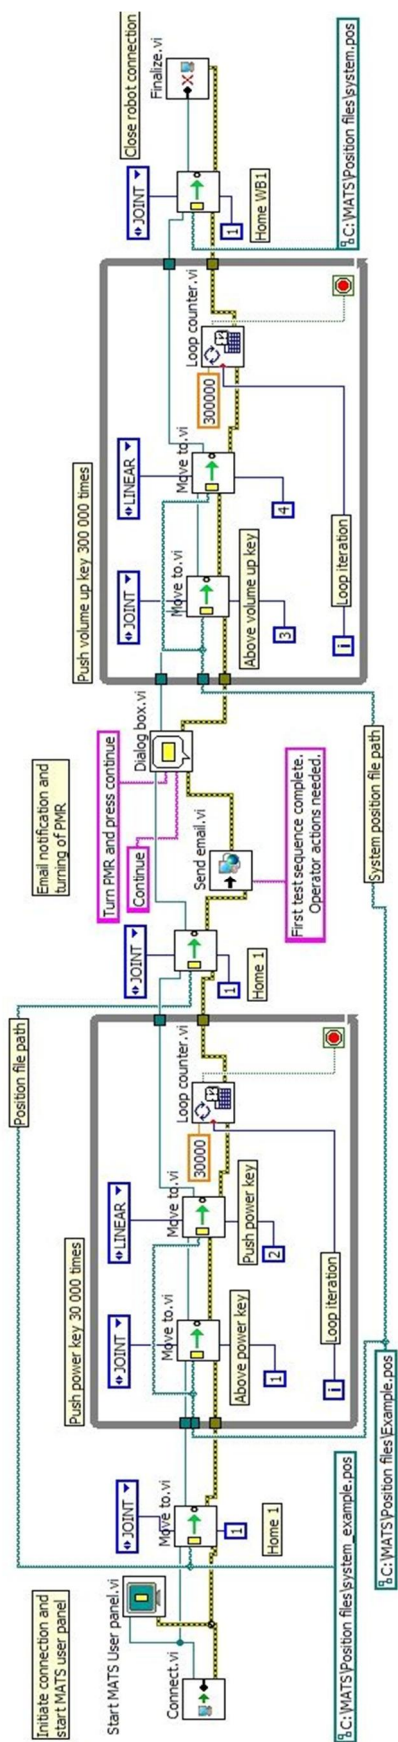 Initiate connection and
start MATS user panel
Start MATS User panel.vi
Connect.vi
JOINT
Move to.vi
1
Home 1
C:\MATS\Position files\system_example.pos
C:\MATS\Position files\Example.pos
Position file path
Push power key 30 000 times
JOINT
Move to.vi
1
Above power key
LINEAR
Move to.vi
Push power key
2
30000
Loop counter.vi
i
Loop iteration
JOINT
1
Home 1
Email notification and
turning of PMR
Turn PMR and press continue.
Continue
Dialog box.vi
Send email.vi
First test sequence complete.
Operator actions needed.
System position file path
Push volume up key 300 000 times
JOINT
Move to.vi
Above volume up key
3
LINEAR
Move to.vi
4
300000
Loop counter.vi
i
Loop iteration
JOINT
1
Home WB1
Close robot connection
Finalize.vi
C:\MATS\Position files\system.pos